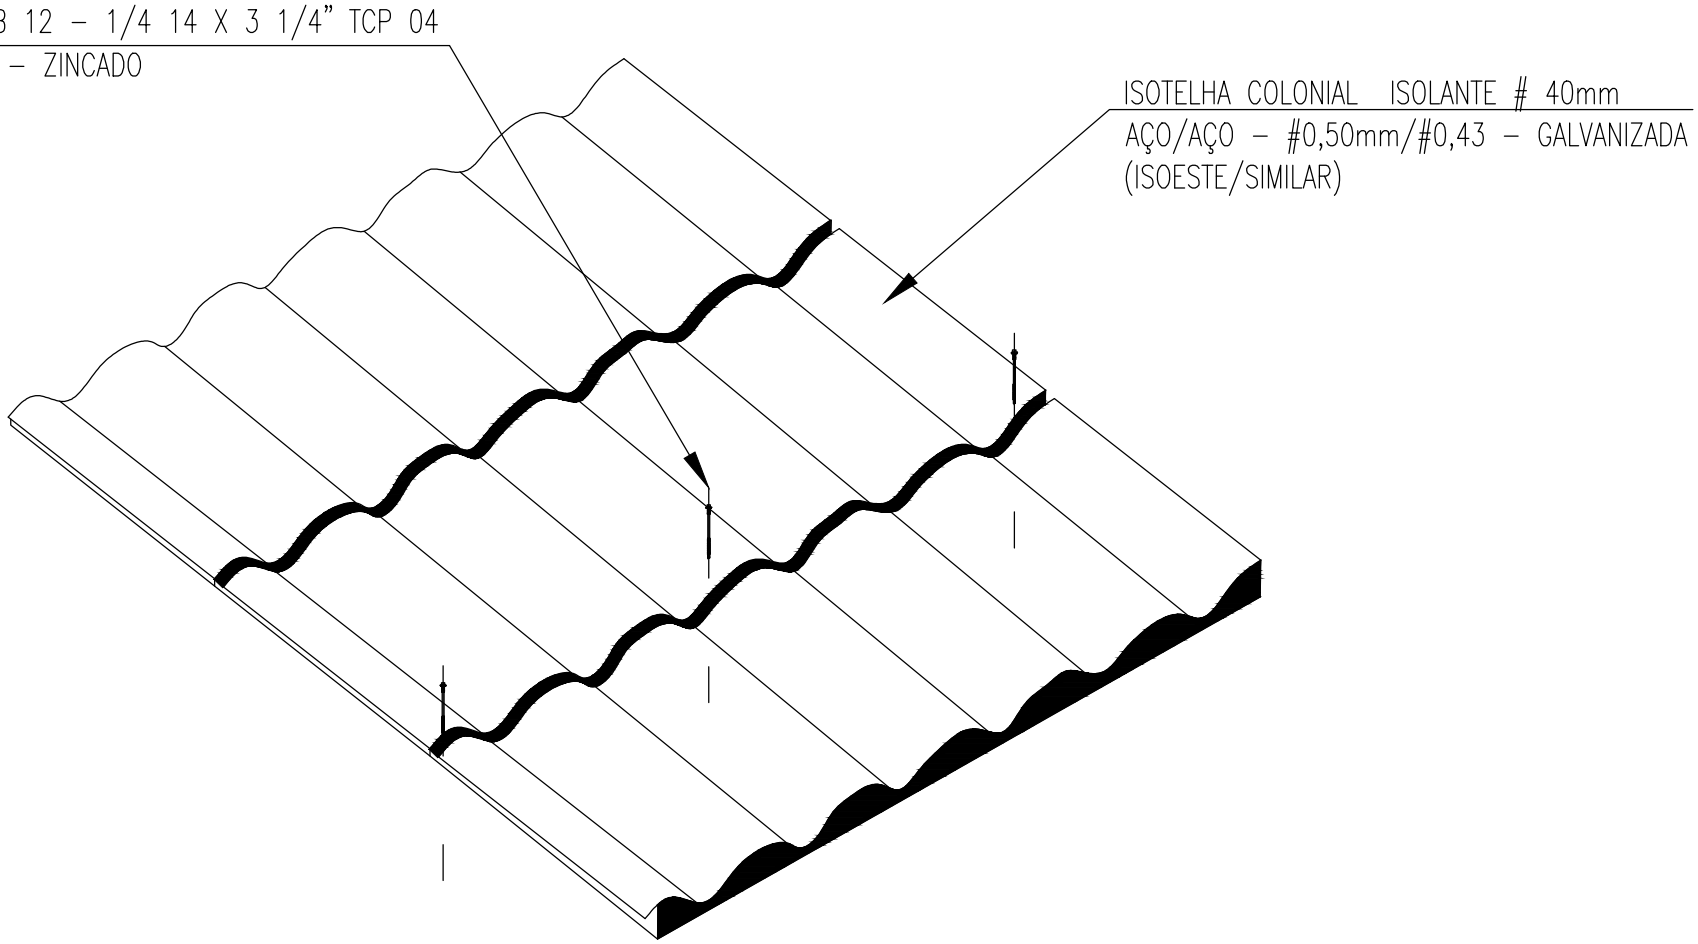 12 - 1/4 14 X 3 1/4” TCP 04
- ZINCADO
ISOTELHA COLONIAL ISOLANTE # 40mm
AÇO/AÇO - #0,50mm/#0,43 - GALVANIZADA
(ISOESTE/SIMILAR)